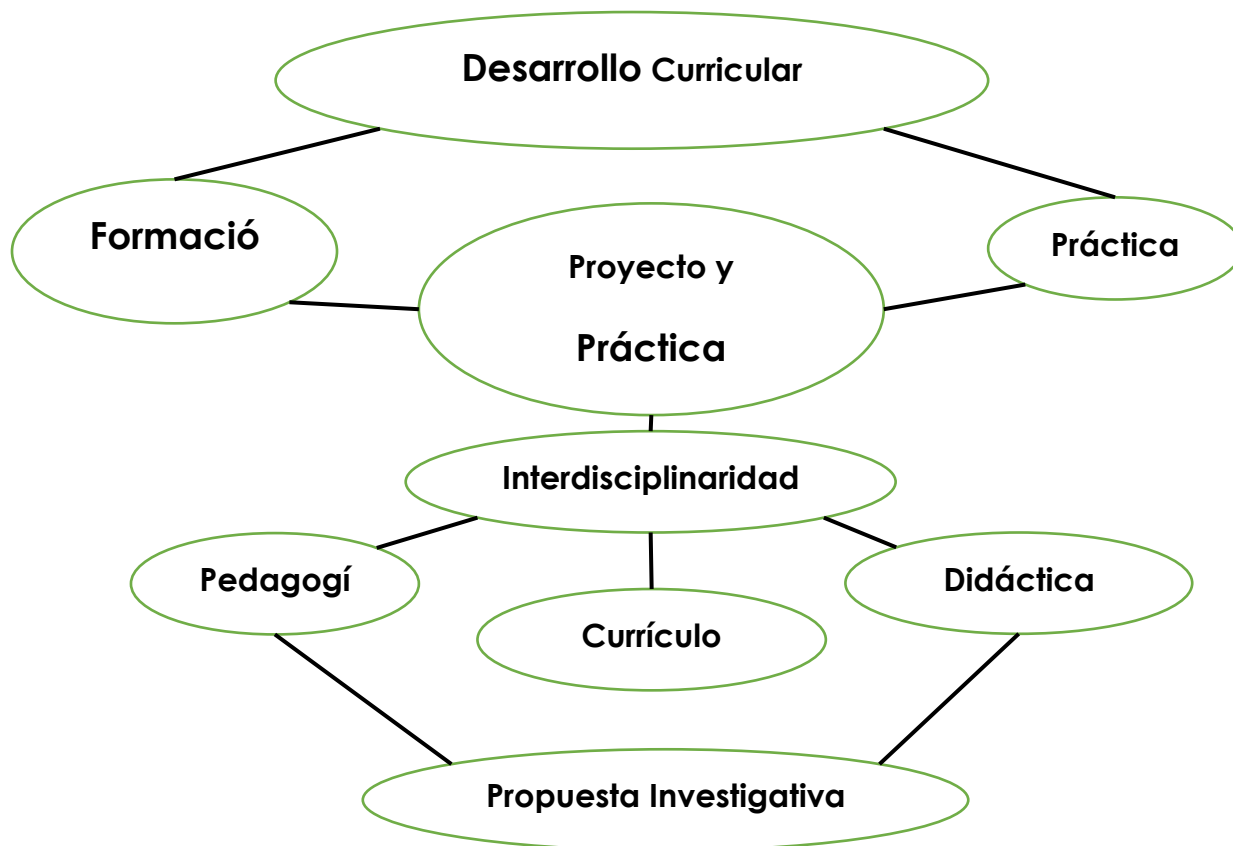 Desarrollo Curricular
Formació
Proyecto y
Práctica
Práctica
Interdisciplinaridad
Pedagogí
Currículo
Didáctica
Propuesta Investigativa